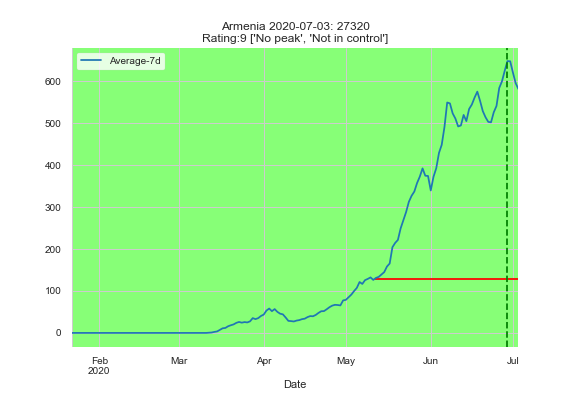 Armenia 2020-07-03: 27320
Rating:9 ['No peak', 'Not in control']
Average-7d
600
500
400
300
200
100
0
Feb Mar Apr May Jun Jul
2020
Date